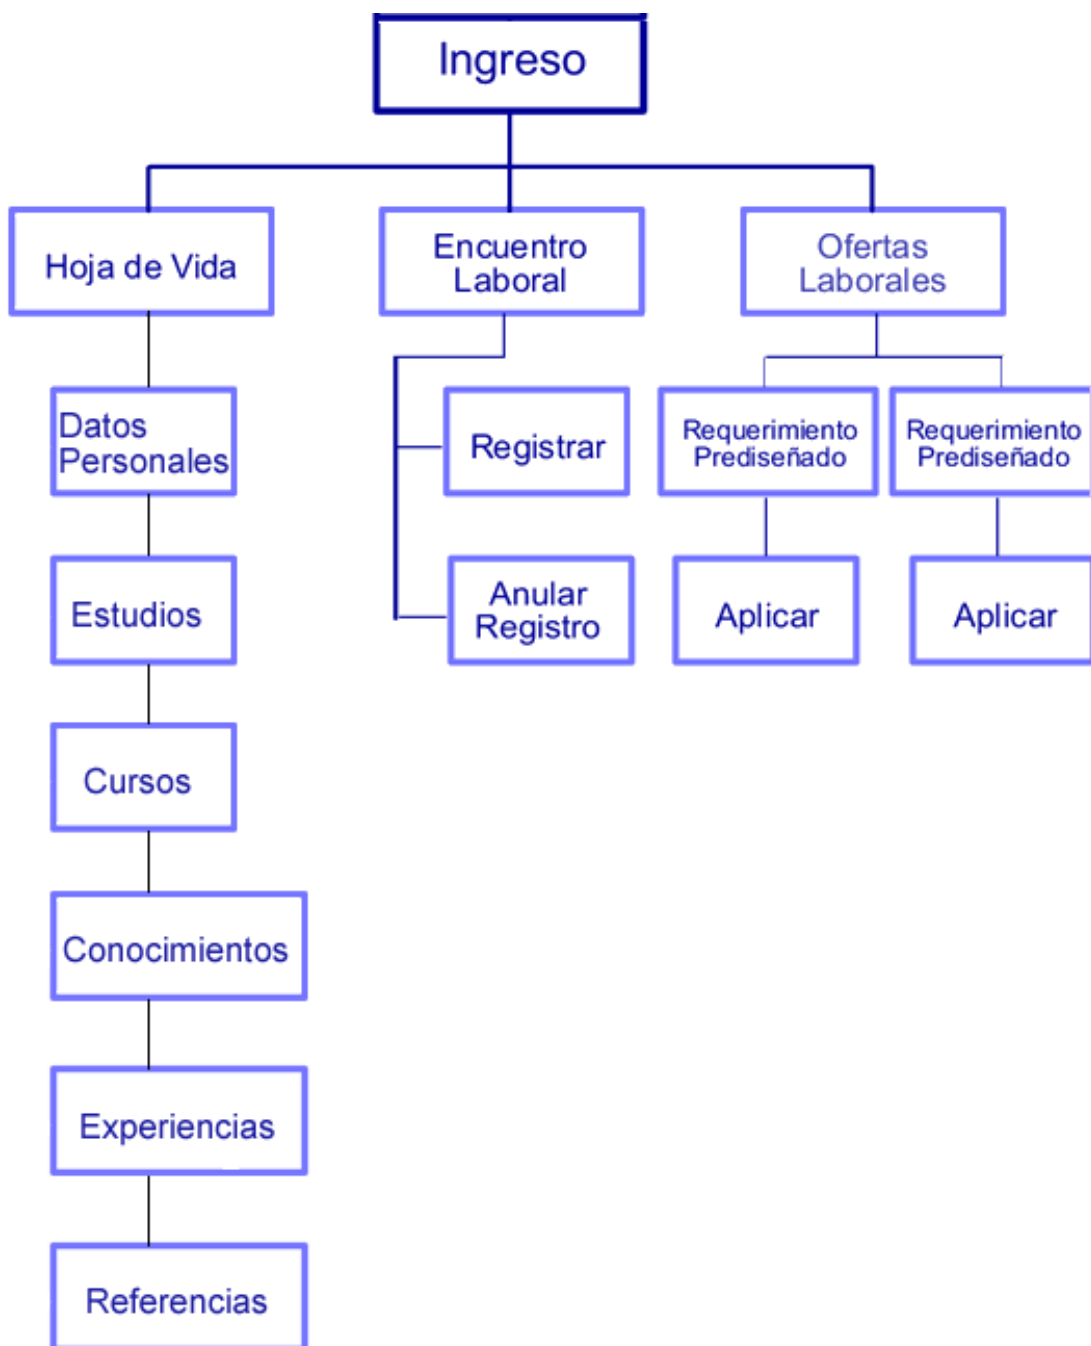 Ingreso
Hoja de Vida
Encuentro
Laboral
Ofertas
Laborales
Datos
Personales
Registrar
Requerimiento
Prediseñado
Requerimiento
Prediseñado
Estudios
Anular
Registro
Aplicar
Aplicar
Cursos
Conocimientos
Experiencias
Referencias